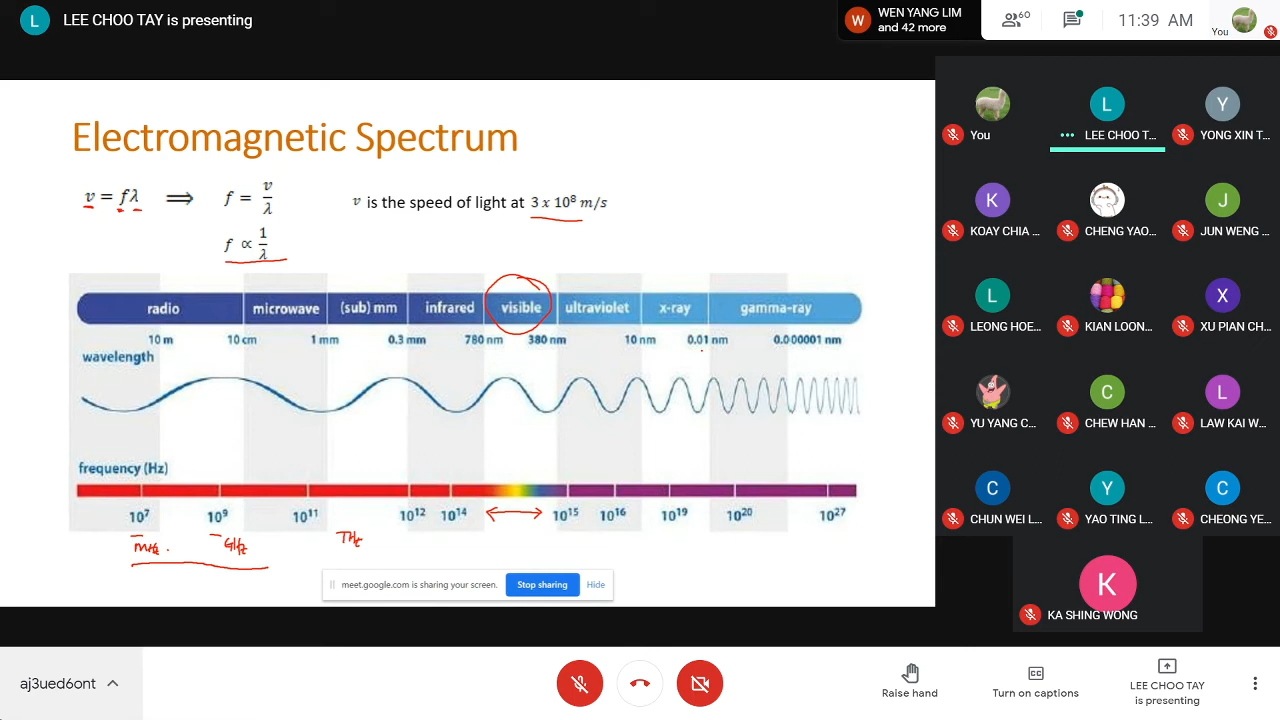 L LEE CHOO TAY is presenting
W WEN YANG LIM
and 42 more
60
11:39 AM
You
Electromagnetic Spectrum
v = fλ ⟹ f = v/λ
v is the speed of light at 3 x 10⁸ m/s
f ∝ 1/λ
radio microwave (sub) mm infrared visible ultraviolet x-ray gamma-ray
10 m 10 cm 1 mm 0.3 mm 780 nm 380 nm 10 nm 0.01 nm 0.000001 nm
wavelength
frequency (Hz)
10⁷ 10⁹ 10¹¹ 10¹² 10¹⁴ 10¹⁵ 10¹⁶ 10¹⁹ 10²⁰ 10²⁷
MHz GHz THz
meet.google.com is sharing your screen. Stop sharing Hide
You
L
LEE CHOO T...
Y
YONG XIN T...
K
KOAY CHIA ...
CHENG YAO...
J
JUN WENG ...
L
LEONG HOE...
KIAN LOON...
X
XU PIAN CH...
YU YANG C...
C
CHEW HAN ...
L
LAW KAI W...
C
CHUN WEI L...
Y
YAO TING L...
C
CHEONG YE...
K
KA SHING WONG
aj3ued6ont
Raise hand
CC
Turn on captions
LEE CHOO TAY
is presenting